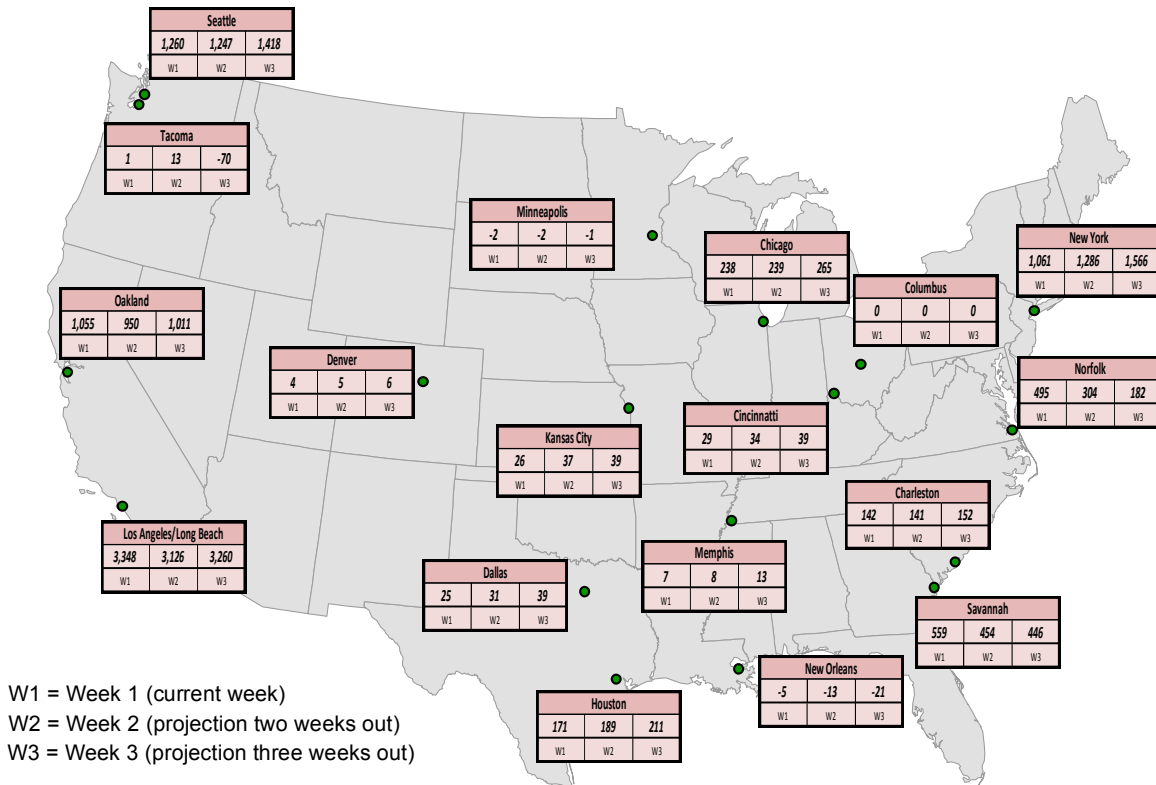 Seattle
1,260 1,247 1,418
W1 W2 W3
Tacoma
1 13 -70
W1 W2 W3
Minneapolis
-2 -2 -1
W1 W2 W3
Chicago
238 239 265
W1 W2 W3
New York
1,061 1,286 1,566
W1 W2 W3
Columbus
0 0 0
W1 W2 W3
Oakland
1,055 950 1,011
W1 W2 W3
Denver
4 5 6
W1 W2 W3
Norfolk
495 304 182
W1 W2 W3
Cincinnatti
29 34 39
W1 W2 W3
Kansas City
26 37 39
W1 W2 W3
Charleston
142 141 152
W1 W2 W3
Los Angeles/Long Beach
3,348 3,126 3,260
W1 W2 W3
Memphis
7 8 13
W1 W2 W3
Dallas
25 31 39
W1 W2 W3
Savannah
559 454 446
W1 W2 W3
New Orleans
-5 -13 -21
W1 W2 W3
Houston
171 189 211
W1 W2 W3
W1 = Week 1 (current week)
W2 = Week 2 (projection two weeks out)
W3 = Week 3 (projection three weeks out)